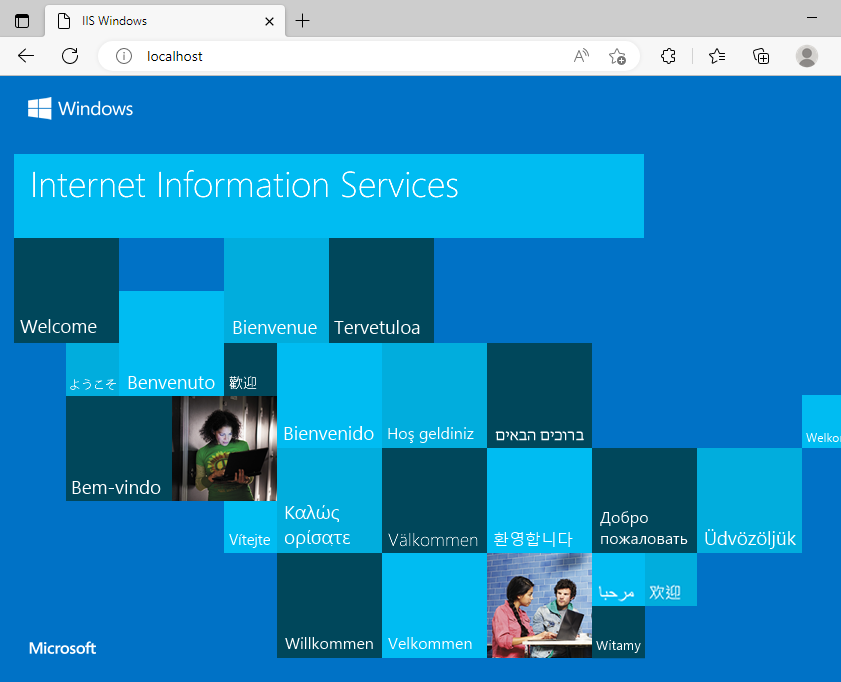 IIS Windows
localhost
Windows
Internet Information Services
Welcome
Bienvenue
Tervetuloa
ようこそ
Benvenuto
歡迎
Bienvenido
Hoş geldiniz
ברוכים הבאים
Welko
Bem-vindo
Vítejte
Καλώς
ορίσατε
Välkommen
환영합니다
Добро
пожаловать
Üdvözöljük
Willkommen
Velkommen
مرحبا
欢迎
Witamy
Microsoft